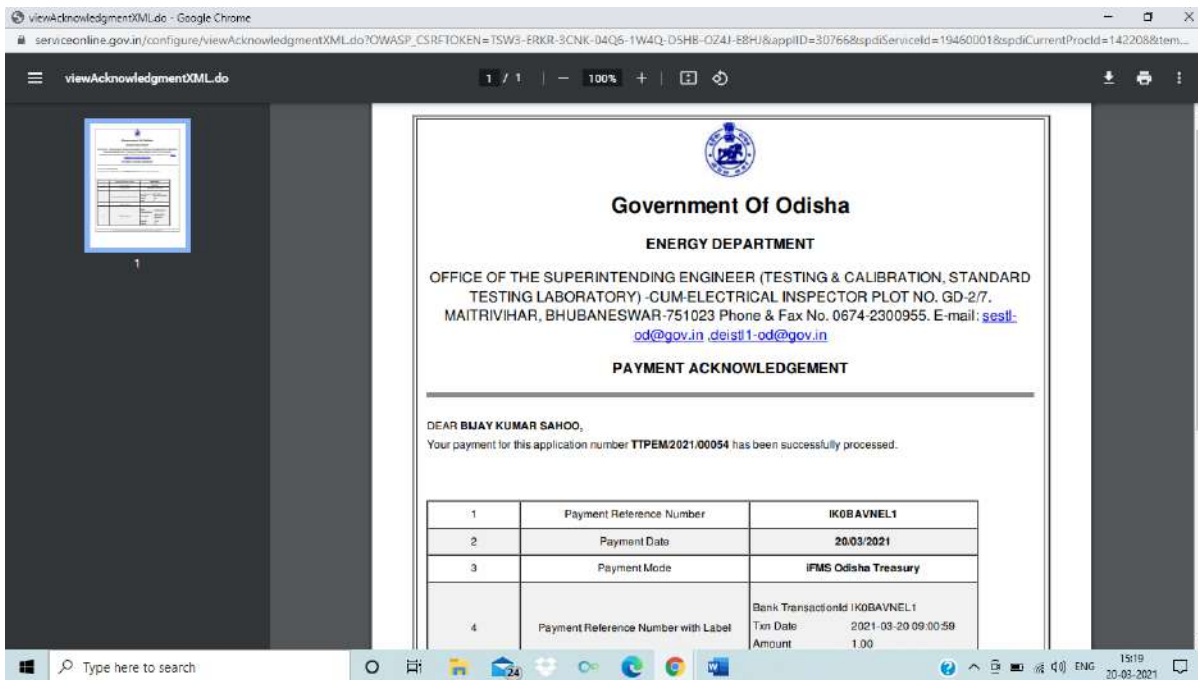 viewAcknowledgmentXML.do - Google Chrome
serviceonline.gov.in/configure/viewAcknowledgmentXML.do?OWASP_CSRFTOKEN=TSW3-ERKR-3CNK-04Q6-1W4Q-D5HB-OZ4J-E8HJ&applID=30766&spdiServiceId=19460001&spdiCurrentProcId=142208&item...
viewAcknowledgmentXML.do
1 / 1 | − 100% + |
Government Of Odisha
ENERGY DEPARTMENT
OFFICE OF THE SUPERINTENDING ENGINEER (TESTING & CALIBRATION, STANDARD
TESTING LABORATORY) -CUM-ELECTRICAL INSPECTOR PLOT NO. GD-2/7.
MAITRIVIHAR, BHUBANESWAR-751023 Phone & Fax No. 0674-2300955. E-mail: sestl-
od@gov.in ,deistl1-od@gov.in
PAYMENT ACKNOWLEDGEMENT
1
DEAR BIJAY KUMAR SAHOO,
Your payment for this application number TTPEM/2021/00054 has been successfully processed.
1 Payment Reference Number IK0BAVNEL1
2 Payment Date 20/03/2021
3 Payment Mode iFMS Odisha Treasury
4 Payment Reference Number with Label
Bank TransactionId IK0BAVNEL1
Txn Date 2021-03-20 09:00:59
Amount 1.00
Type here to search
24
ENG
15:19
20-03-2021